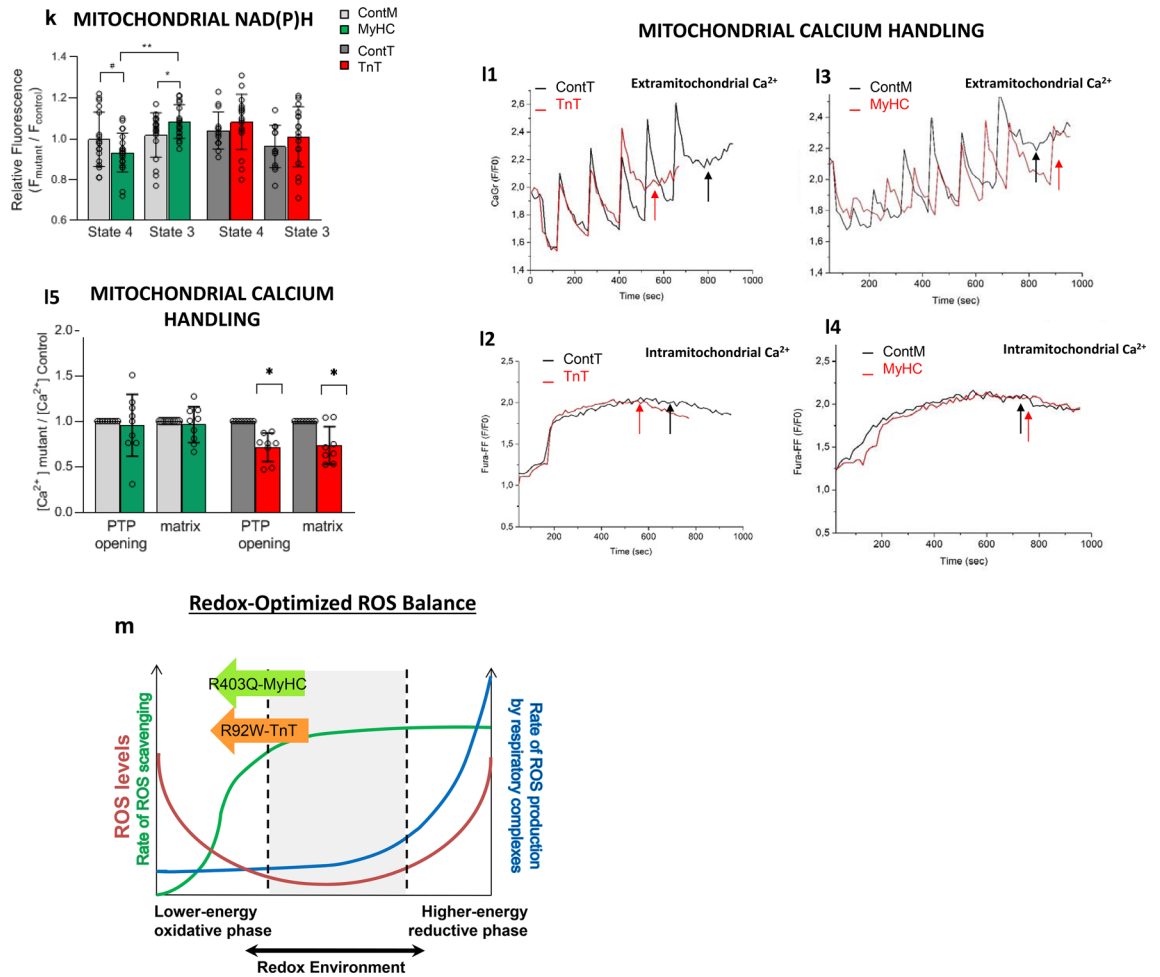 k MITOCHONDRIAL NAD(P)H
ContM
MyHC
ContT
TnT
Relative Fluorescence
(Fmutant / Fcontrol)
1.4
1.2
1.0
0.8
0.6
#
**
*
State 4 State 3 State 4 State 3
MITOCHONDRIAL CALCIUM HANDLING
l1
ContT
TnT
Extramitochondrial Ca²⁺
CaGr (F/F0)
2,6
2,4
2,2
2,0
1,8
1,6
1,4
0 200 400 600 800 1000
Time (sec)
l3
ContM
MyHC
Extramitochondrial Ca²⁺
2,4
2,2
2,0
1,8
1,6
1,4
200 400 600 800 1000
Time (sec)
l5 MITOCHONDRIAL CALCIUM
HANDLING
[Ca²⁺] mutant / [Ca²⁺] Control
2.0
1.5
1.0
0.5
0.0
*
*
PTP
opening
matrix
PTP
opening
matrix
l2
ContT
TnT
Intramitochondrial Ca²⁺
Fura-FF (F/F0)
2,5
2,0
1,5
1,0
0,5
200 400 600 800 1000
Time (sec)
l4
ContM
MyHC
Intramitochondrial Ca²⁺
Fura-FF (F/F0)
2,5
2,0
1,5
1,0
0,5
200 400 600 800 1000
Time (sec)
Redox-Optimized ROS Balance
m
R403Q-MyHC
R92W-TnT
ROS levels
Rate of ROS scavenging
Rate of ROS production
by respiratory complexes
Lower-energy
oxidative phase
Higher-energy
reductive phase
Redox Environment